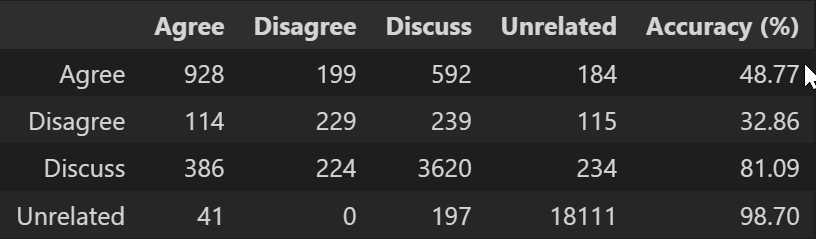 Agree Disagree Discuss Unrelated Accuracy (%)
Agree 928 199 592 184 48.77
Disagree 114 229 239 115 32.86
Discuss 386 224 3620 234 81.09
Unrelated 41 0 197 18111 98.70